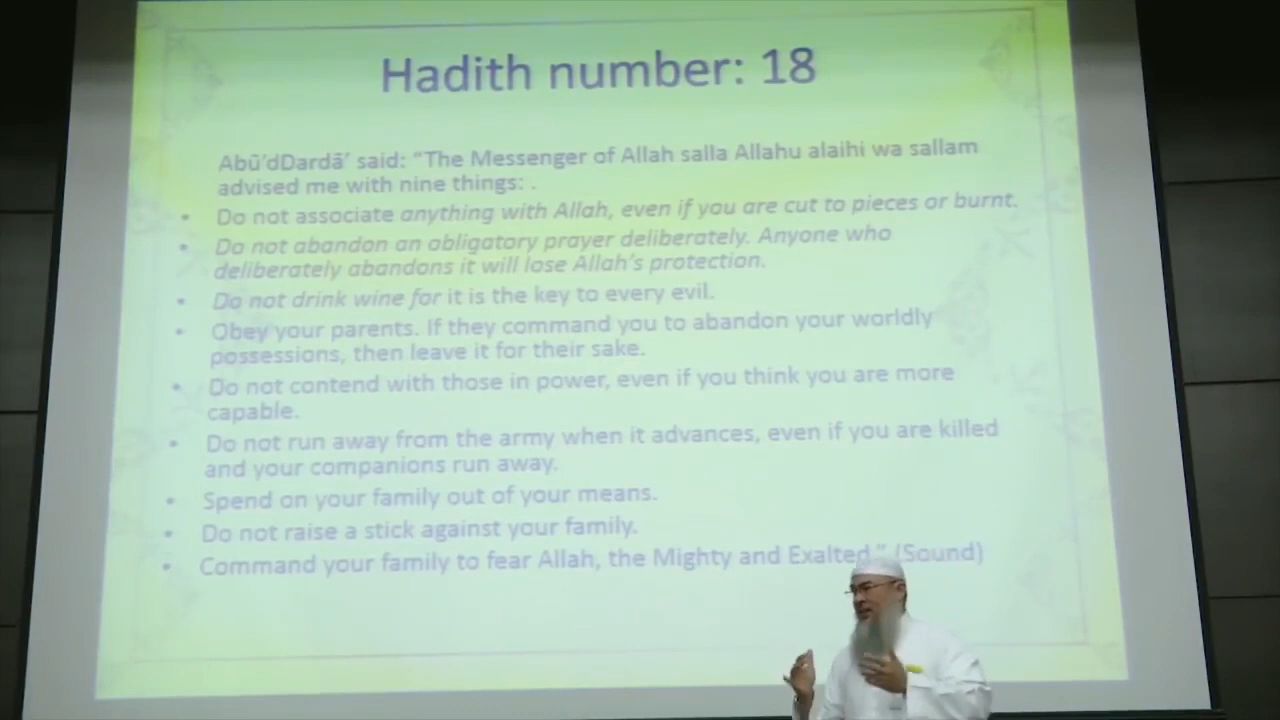 Hadith number: 18
Abū'dDardā' said: "The Messenger of Allah salla Allahu alaihi wa sallam
advised me with nine things: .
• Do not associate anything with Allah, even if you are cut to pieces or burnt.
• Do not abandon an obligatory prayer deliberately. Anyone who
deliberately abandons it will lose Allah's protection.
• Do not drink wine for it is the key to every evil.
• Obey your parents. If they command you to abandon your worldly
possessions, then leave it for their sake.
• Do not contend with those in power, even if you think you are more
capable.
• Do not run away from the army when it advances, even if you are killed
and your companions run away.
• Spend on your family out of your means.
• Do not raise a stick against your family.
• Command your family to fear Allah, the Mighty and Exalted." (Sound)